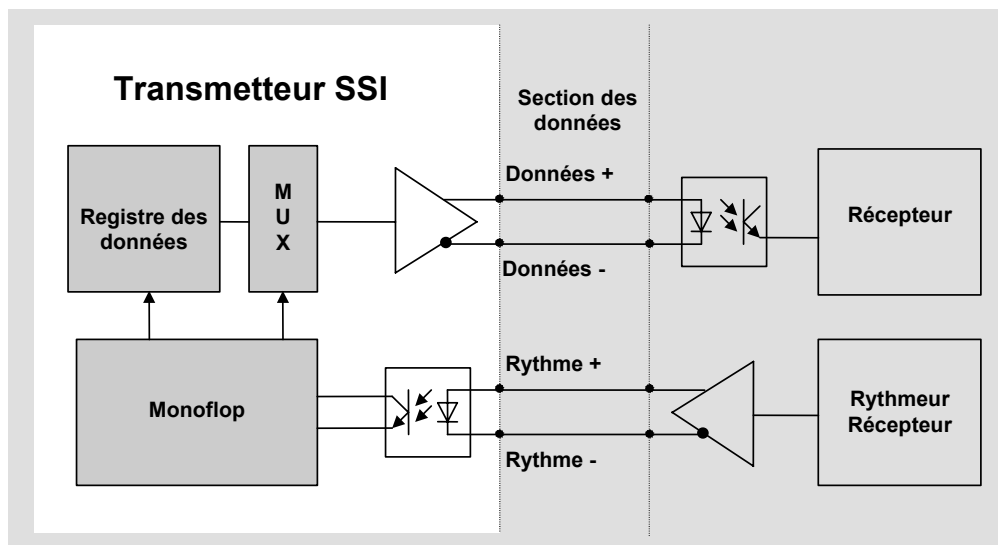 Transmetteur SSI
Section des
données
Registre des
données
M
U
X
Données +
Données -
Récepteur
Monoflop
Rythme +
Rythme -
Rythmeur
Récepteur